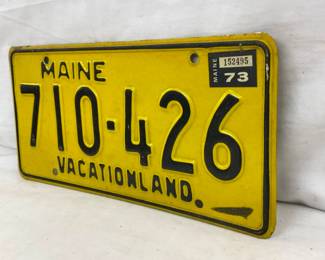 MAINE
MAINE 152495
73
710-426
VACATIONLAND.